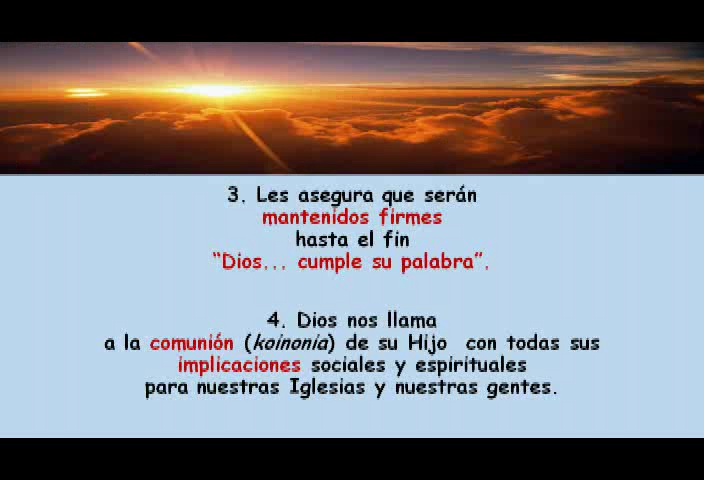 3. Les asegura que serán
mantenidos firmes
hasta el fin
“Dios... cumple su palabra”.
4. Dios nos llama
a la comunión (koinonia) de su Hijo con todas sus
implicaciones sociales y espirituales
para nuestras Iglesias y nuestras gentes.